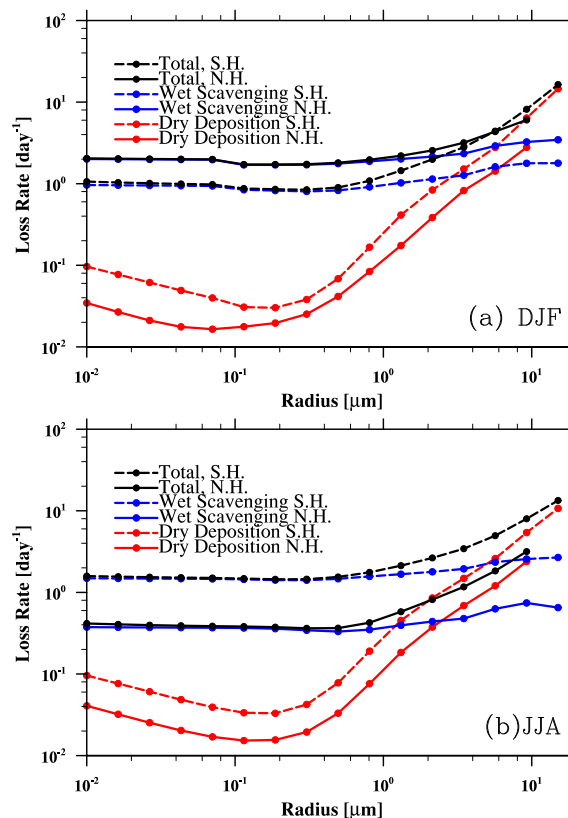 10²
Total, S.H.
Total, N.H.
Wet Scavenging S.H.
Wet Scavenging N.H.
Dry Deposition S.H.
Dry Deposition N.H.
10¹
10⁰
10⁻¹
10⁻²
Loss Rate [day⁻¹]
(a) DJF
10⁻² 10⁻¹ 10⁰ 10¹
Radius [μm]
10²
Total, S.H.
Total, N.H.
Wet Scavenging S.H.
Wet Scavenging N.H.
Dry Deposition S.H.
Dry Deposition N.H.
10¹
10⁰
10⁻¹
10⁻²
Loss Rate [day⁻¹]
(b)JJA
10⁻² 10⁻¹ 10⁰ 10¹
Radius [μm]